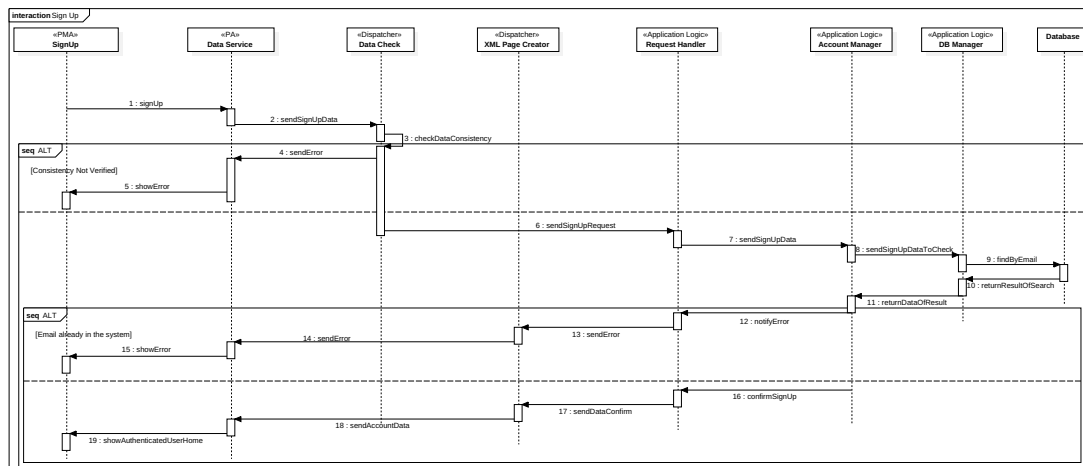 interaction Sign Up
«PMA»
SignUp
«PA»
Data Service
«Dispatcher»
Data Check
«Dispatcher»
XML Page Creator
«Application Logic»
Request Handler
«Application Logic»
Account Manager
«Application Logic»
DB Manager
Database
1 : signUp
2 : sendSignUpData
3 : checkDataConsistency
seq ALT
4 : sendError
[Consistency Not Verified]
5 : showError
6 : sendSignUpRequest
7 : sendSignUpData
8 : sendSignUpDataToCheck
9 : findByEmail
10 : returnResultOfSearch
11 : returnDataOfResult
seq ALT
12 : notifyError
[Email already in the system]
13 : sendError
14 : sendError
15 : showError
16 : confirmSignUp
17 : sendDataConfirm
18 : sendAccountData
19 : showAuthenticatedUserHome